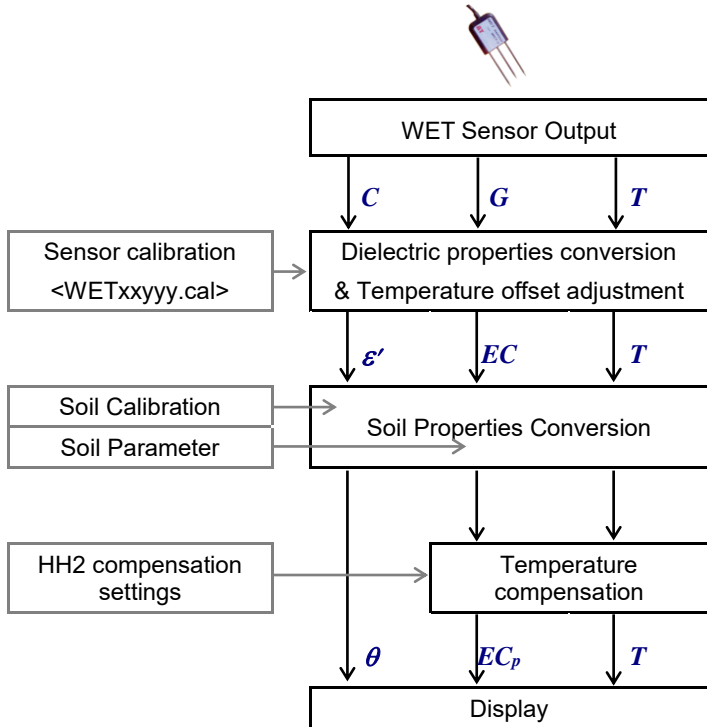 WET Sensor Output
C G T
Sensor calibration
<WETxxyyy.cal>
Dielectric properties conversion
& Temperature offset adjustment
ε′ EC T
Soil Calibration
Soil Parameter
Soil Properties Conversion
HH2 compensation
settings
Temperature
compensation
θ ECp T
Display